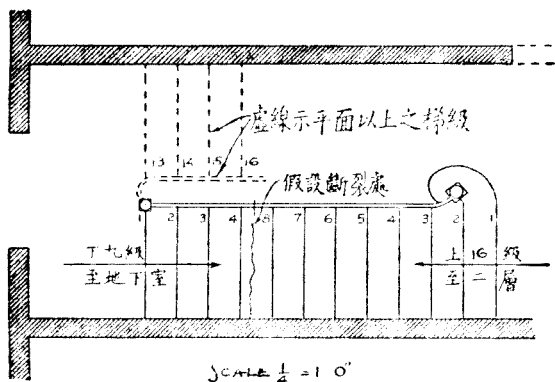 13 14 15 16
虛線示平面以上之梯級
假設斷裂處
2 3 4 8 7 6 5 4 3 2 1
下九級
至地下室
上16級
至二層
SCALE ¼ = 1 0"